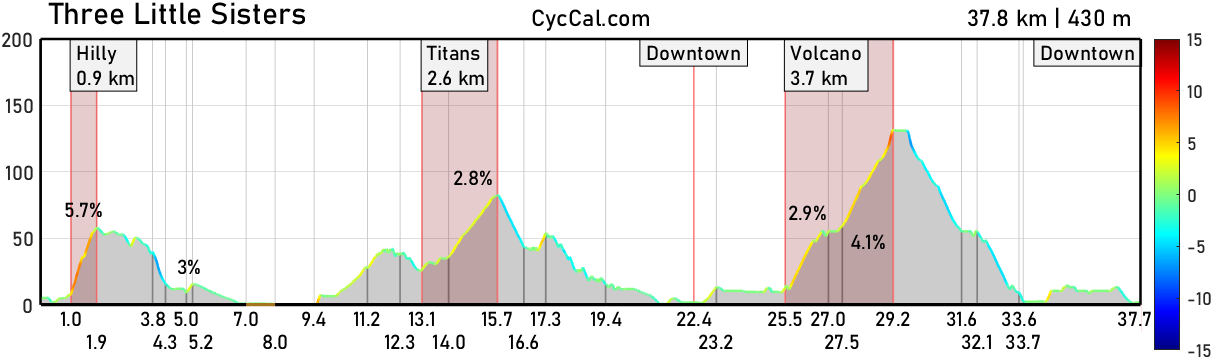 Three Little Sisters
CycCal.com
37.8 km | 430 m
200
150
100
50
0
Hilly
0.9 km
Titans
2.6 km
Downtown
Volcano
3.7 km
Downtown
5.7%
3%
2.8%
2.9%
4.1%
1.0 3.8 5.0 7.0 9.4 11.2 13.1 15.7 17.3 19.4 22.4 25.5 27.0 29.2 31.6 33.6 37.7
1.9 4.3 5.2 8.0 12.3 14.0 16.6 23.2 27.5 32.1 33.7
15
10
5
0
−5
−10
−15